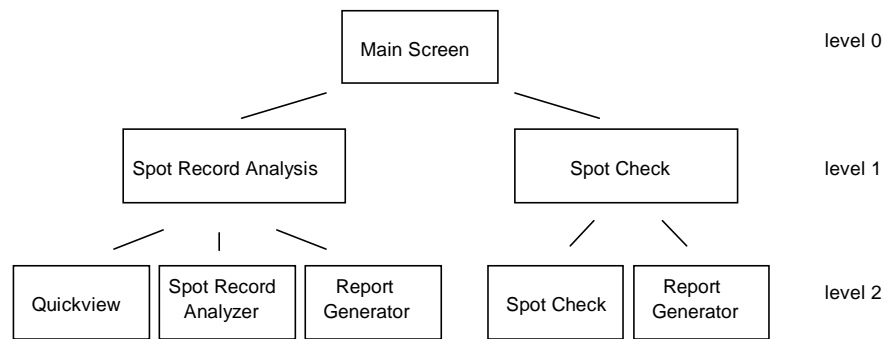 Main Screen
level 0
Spot Record Analysis
Spot Check
level 1
Quickview
Spot Record
Analyzer
Report
Generator
Spot Check
Report
Generator
level 2